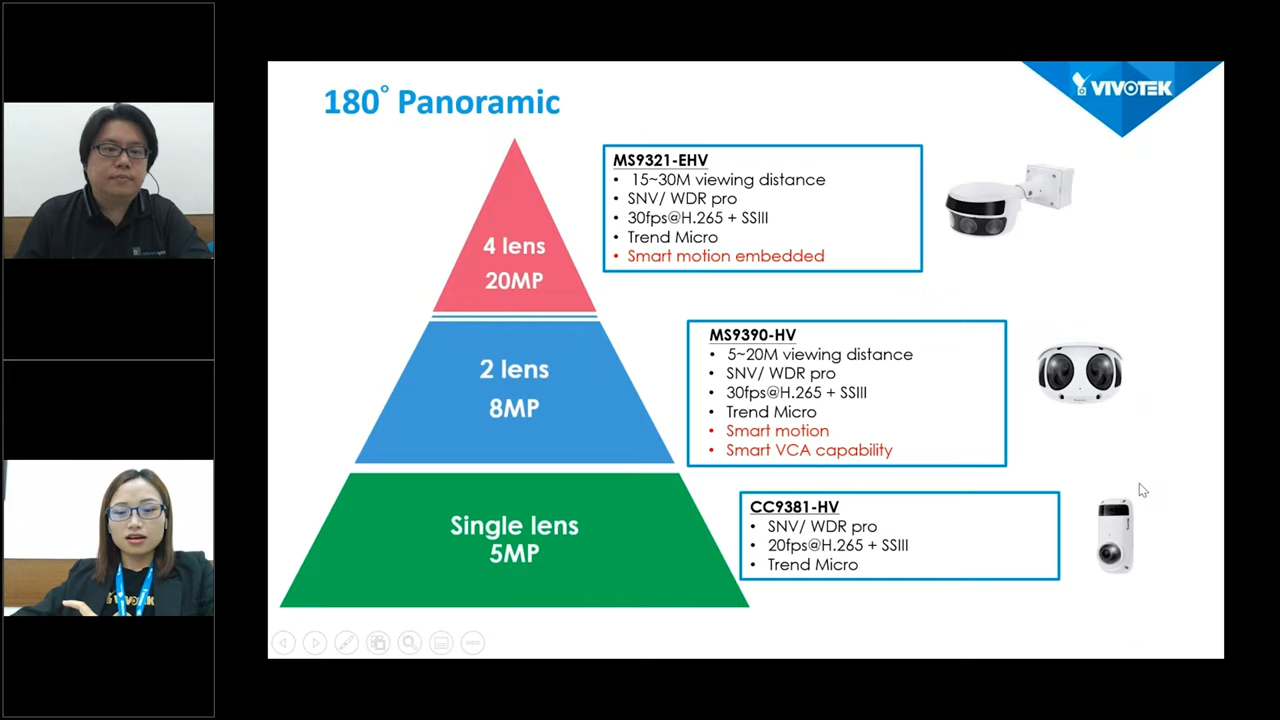 180° Panoramic
VIVOTEK
4 lens
20MP
MS9321-EHV
• 15~30M viewing distance
• SNV/ WDR pro
• 30fps@H.265 + SSIII
• Trend Micro
• Smart motion embedded
2 lens
8MP
MS9390-HV
• 5~20M viewing distance
• SNV/ WDR pro
• 30fps@H.265 + SSIII
• Trend Micro
• Smart motion
• Smart VCA capability
Single lens
5MP
CC9381-HV
• SNV/ WDR pro
• 20fps@H.265 + SSIII
• Trend Micro
VIVOTEK